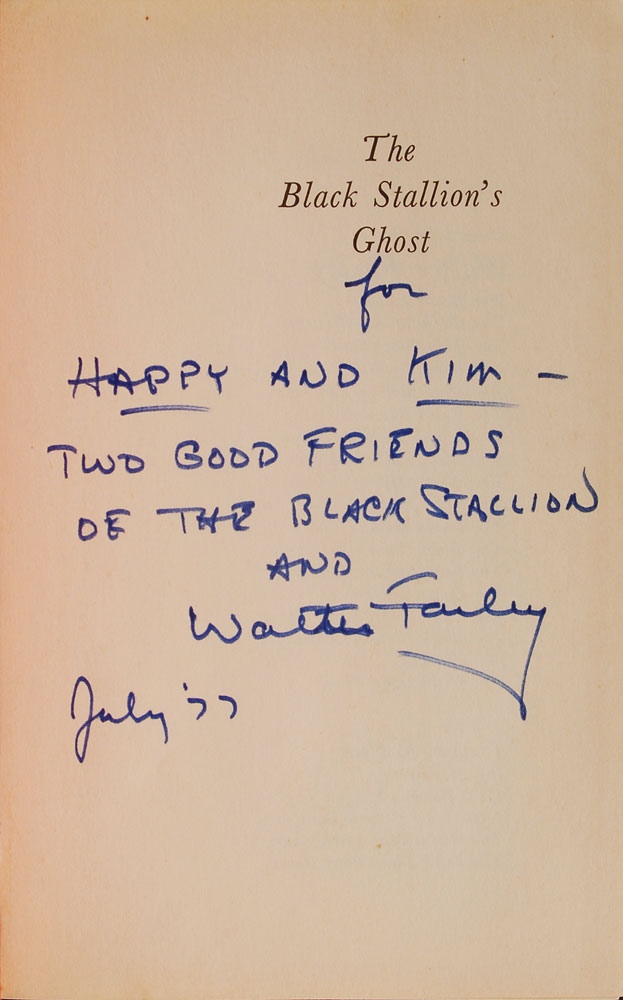 The
Black Stallion's
Ghost
for
HAPPY AND KIM –
TWO GOOD FRIENDS
OF THE BLACK STALLION
AND
Walter Farley
July '77